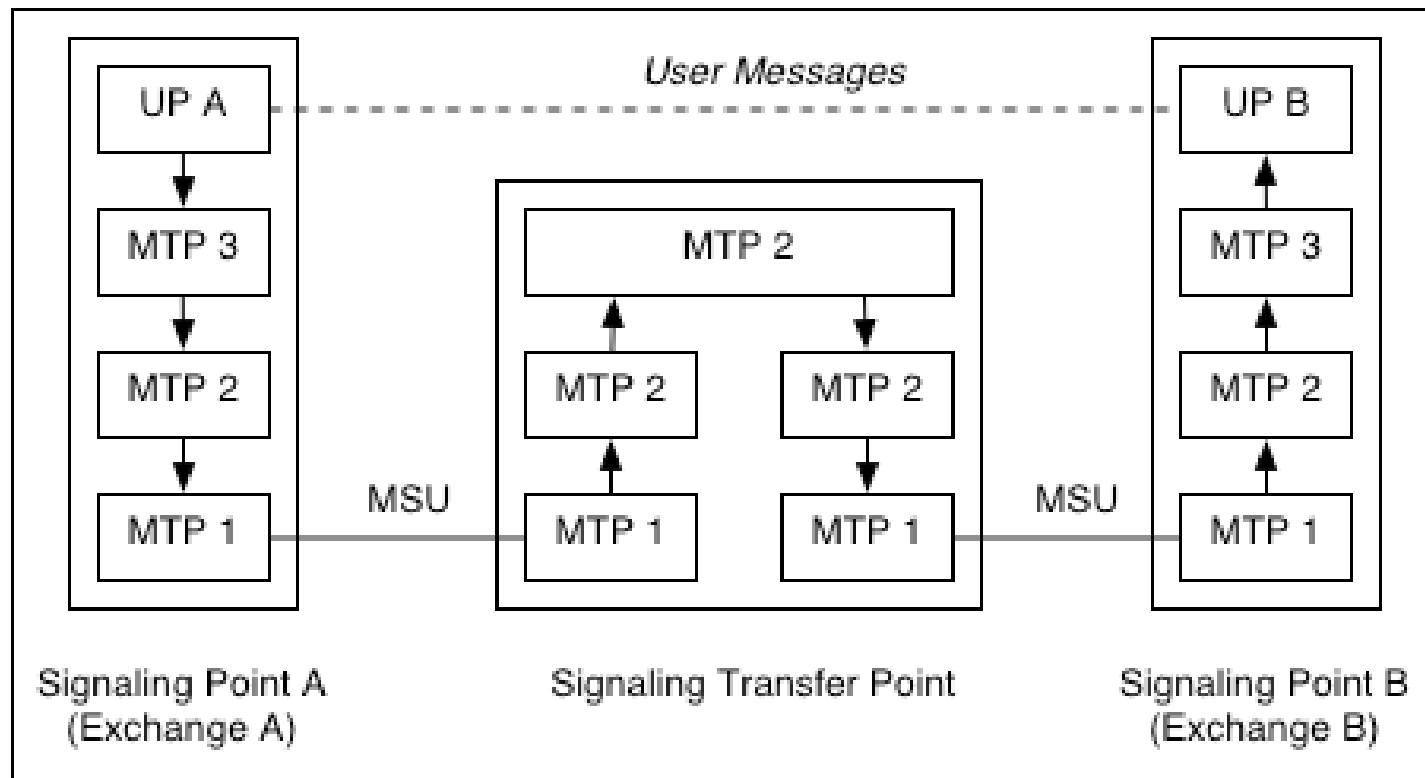 User Messages
UP A
UP B
MTP 3
MTP 2
MTP 3
MTP 2
MTP 2
MTP 2
MTP 2
MTP 1
MSU
MTP 1
MTP 1
MSU
MTP 1
Signaling Point A
(Exchange A)
Signaling Transfer Point
Signaling Point B
(Exchange B)